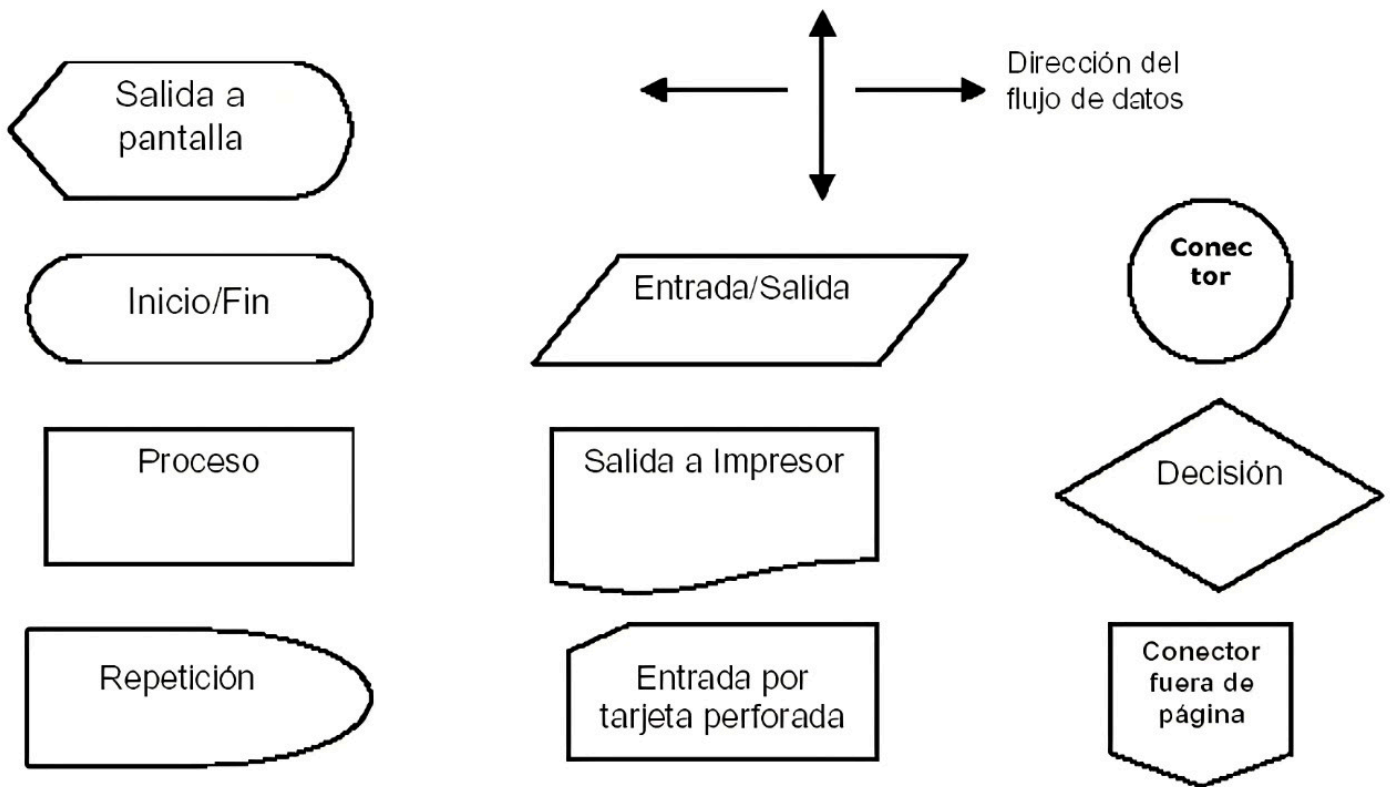 Salida a
pantalla
Dirección del
flujo de datos
Inicio/Fin
Entrada/Salida
Conec
tor
Proceso
Salida a Impresor
Decisión
Repetición
Entrada por
tarjeta perforada
Conector
fuera de
página